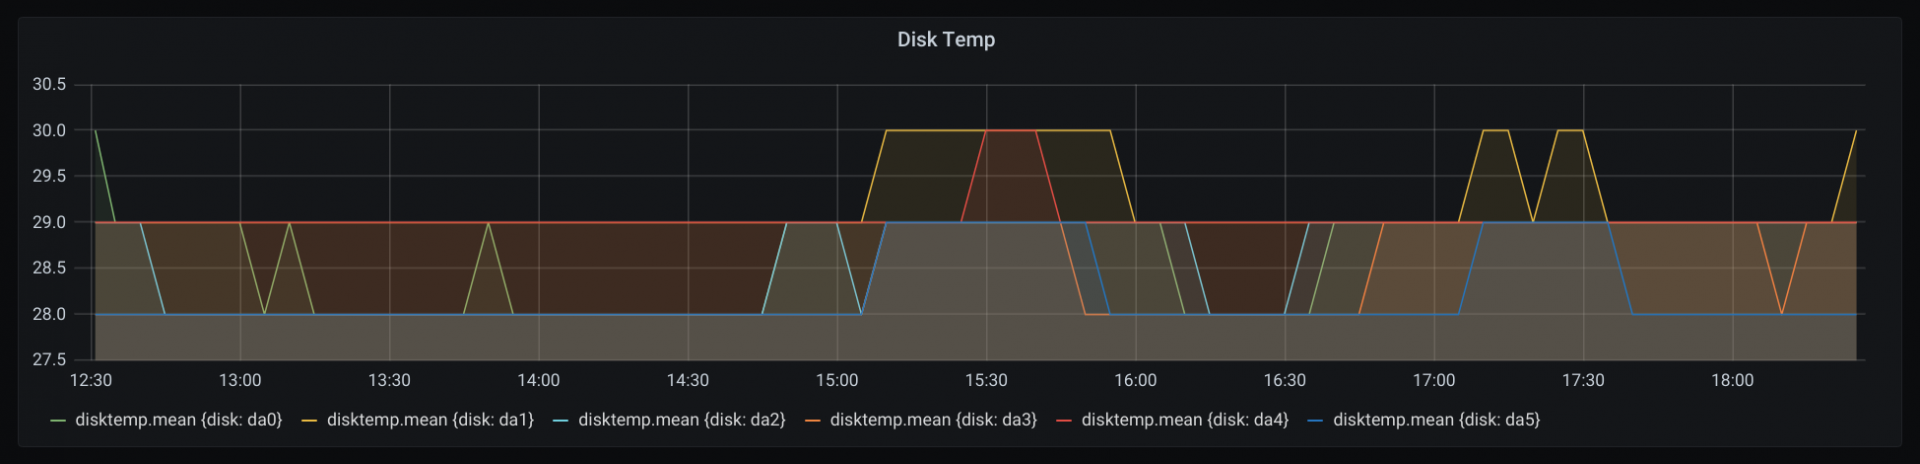 Disk Temp
30.5
30.0
29.5
29.0
28.5
28.0
27.5
12:30 13:00 13:30 14:00 14:30 15:00 15:30 16:00 16:30 17:00 17:30 18:00
disktemp.mean {disk: da0} disktemp.mean {disk: da1} disktemp.mean {disk: da2} disktemp.mean {disk: da3} disktemp.mean {disk: da4} disktemp.mean {disk: da5}